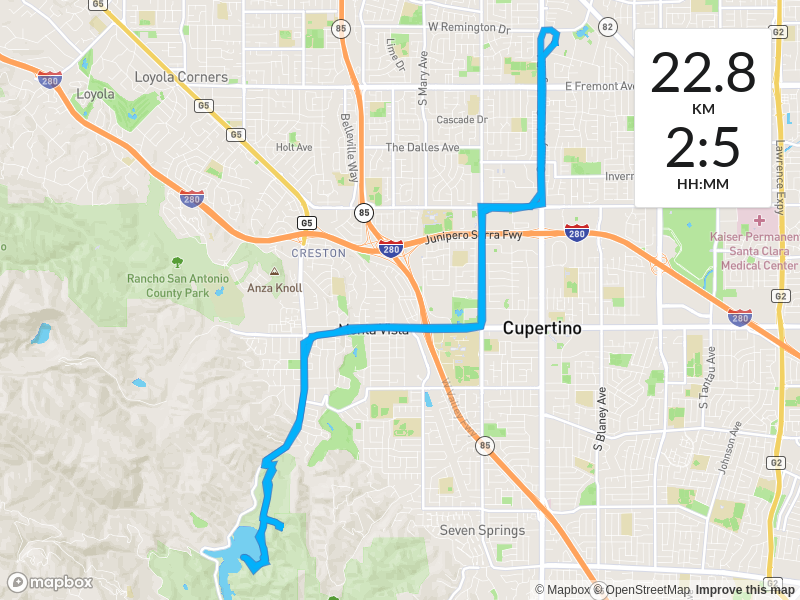 85
W Remington Dr
82
G2
22.8
KM
2:5
HH:MM
Lime Dr
S Mary Ave
Loyola Corners
280
Loyola
E Fremont Ave
G5
G5
Belleville Way
Cascade Dr
Holt Ave
The Dalles Ave
Lawrence Expy
Invern
280
85
G5
Junipero Serra Fwy
280
280
CRESTON
Kaiser Permanent
Santa Clara
Medical Center
Rancho San Antonio
County Park
Anza Knoll
G2
280
Monta Vista
Cupertino
S Tantau Ave
W Valley Fwy
S Blaney Ave
Johnson Ave
85
G2
Seven Springs
mapbox
© Mapbox © OpenStreetMap Improve this map